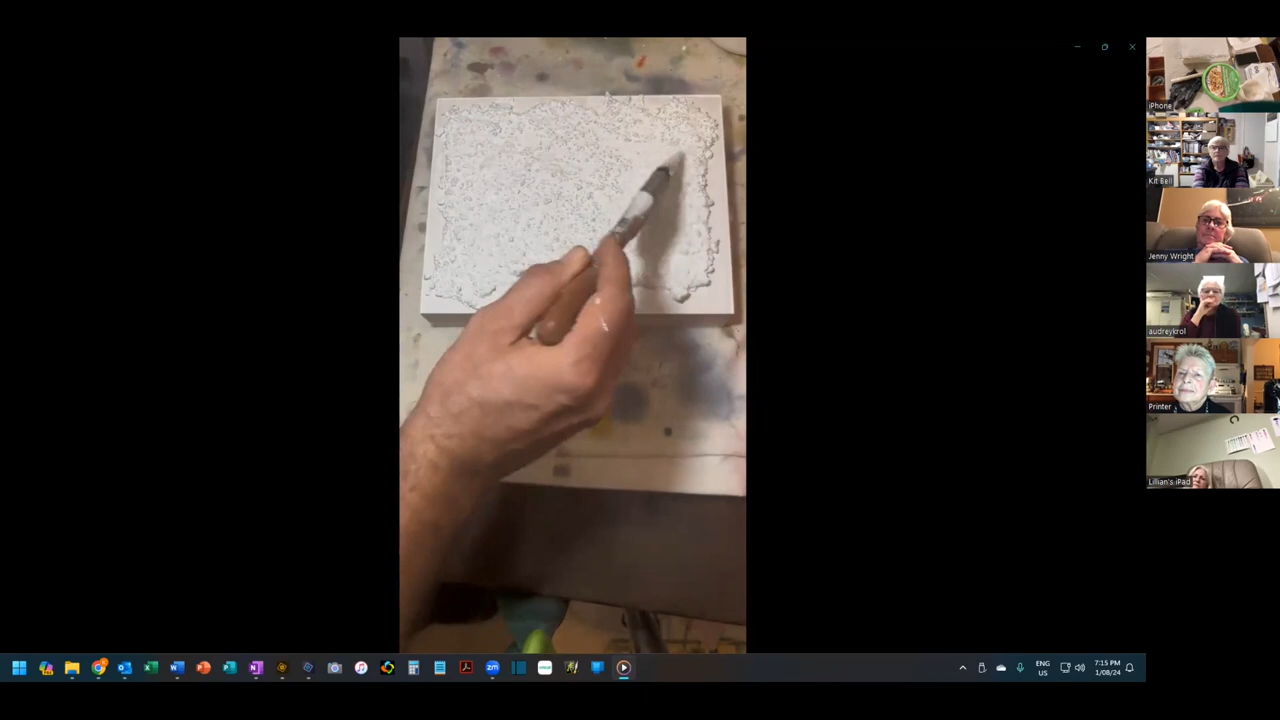 iPhone
Kit Bell
Jenny Wright
audreykrol
Printer
Lillian's iPad
ENG
US
7:15 PM
1/08/24